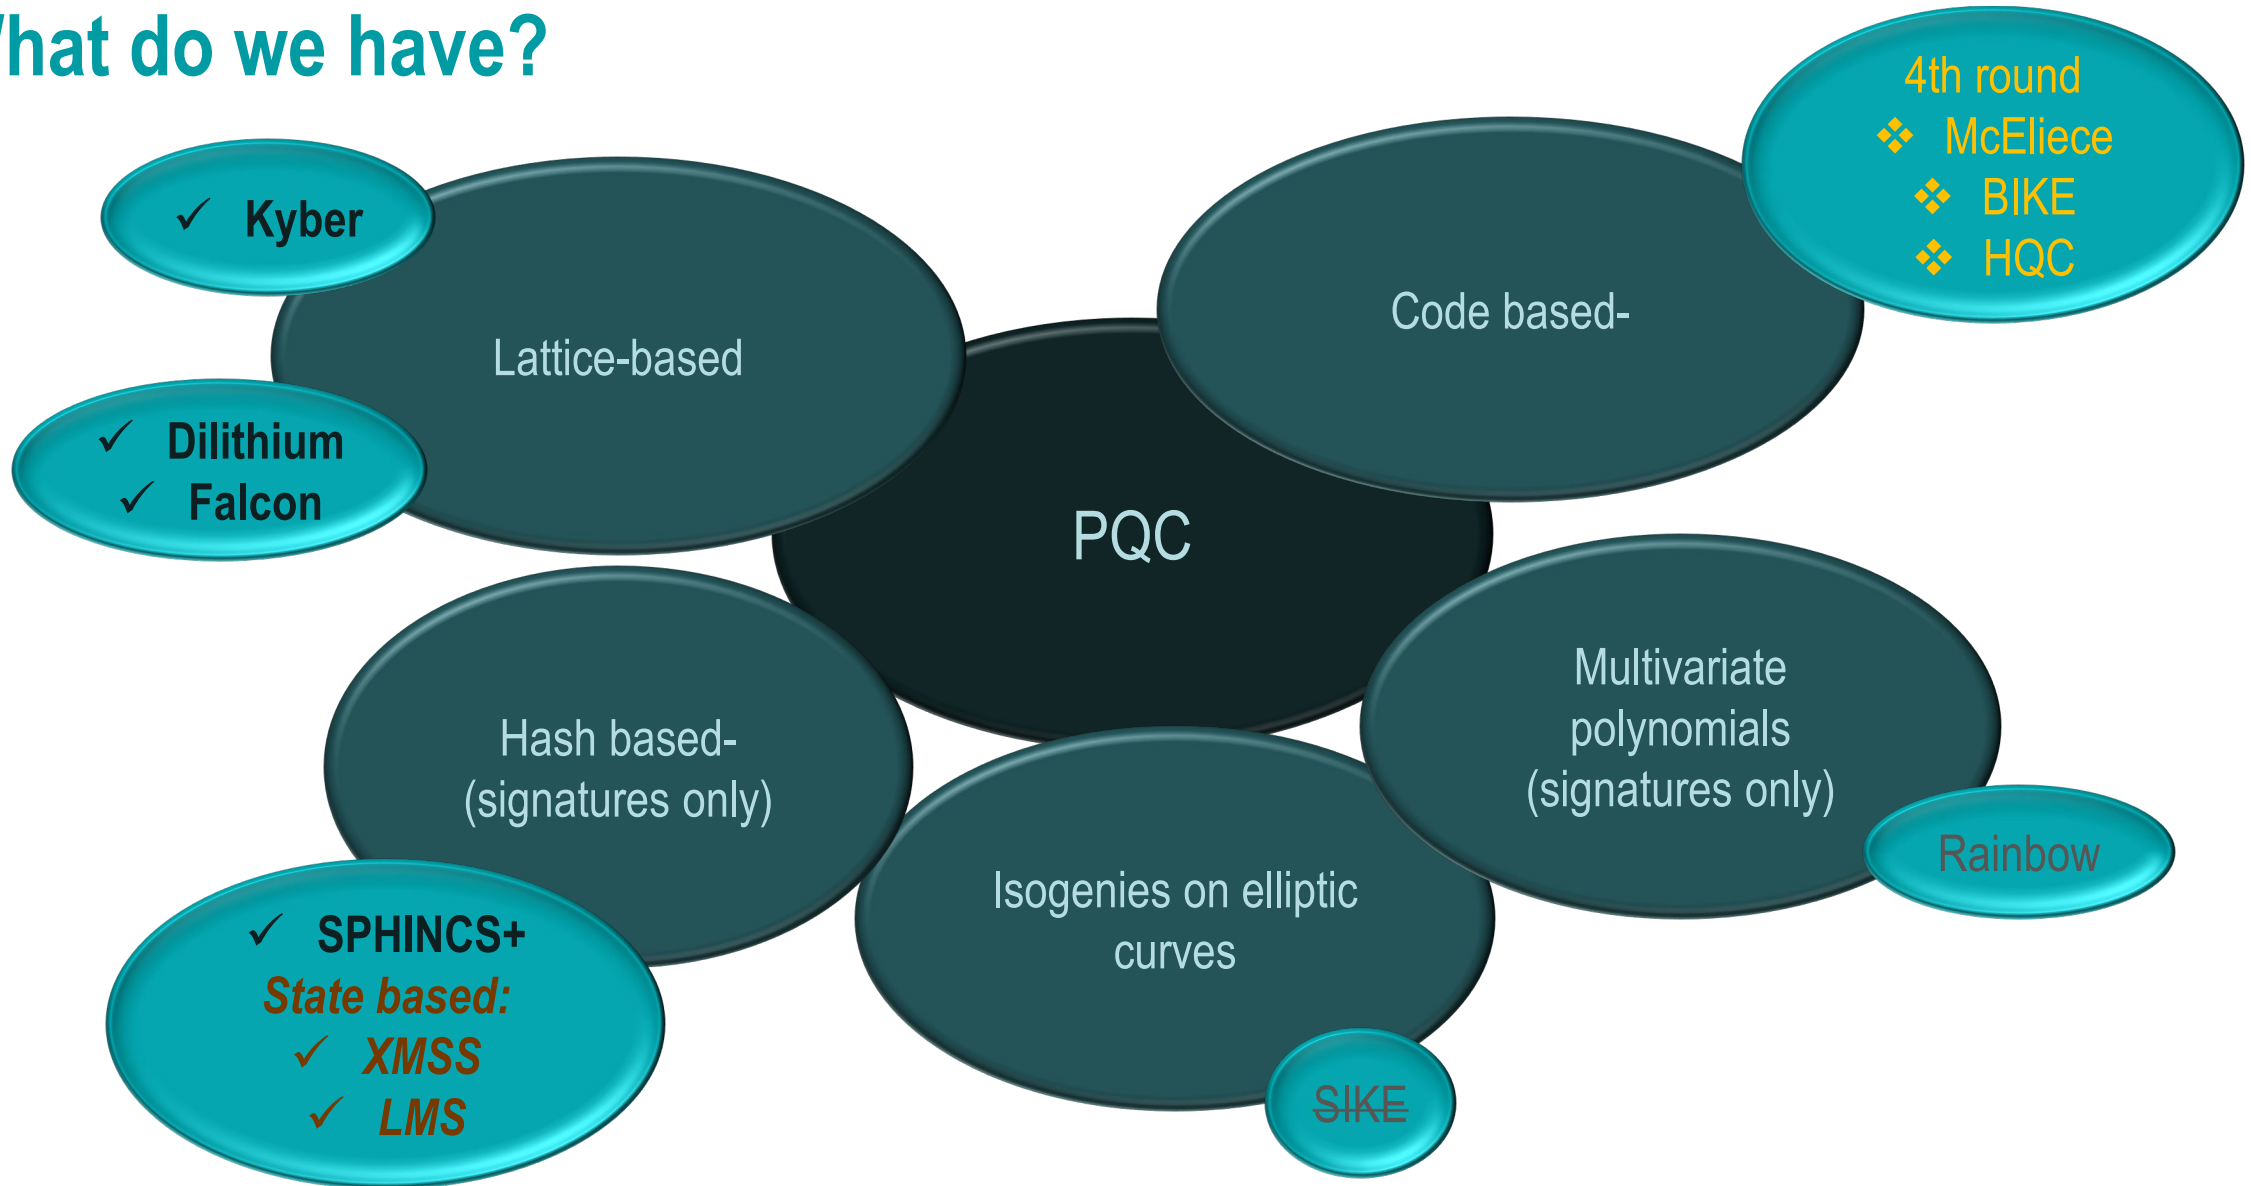 What do we have?
4th round
❖ McEliece
❖ BIKE
❖ HQC
✓ Kyber
Code based-
Lattice-based
✓ Dilithium
✓ Falcon
PQC
Multivariate
polynomials
(signatures only)
Hash based-
(signatures only)
Rainbow
Isogenies on elliptic
curves
✓ SPHINCS+
State based:
✓ XMSS
✓ LMS
SIKE